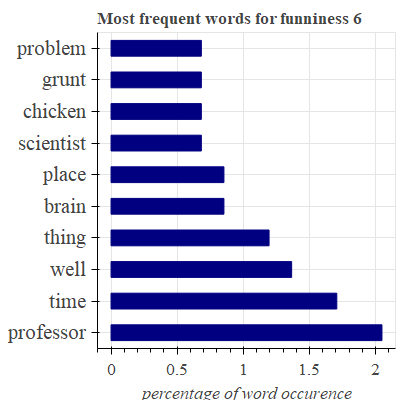 Most frequent words for funniness 6
problem
grunt
chicken
scientist
place
brain
thing
well
time
professor
0 0.5 1 1.5 2
percentage of word occurence